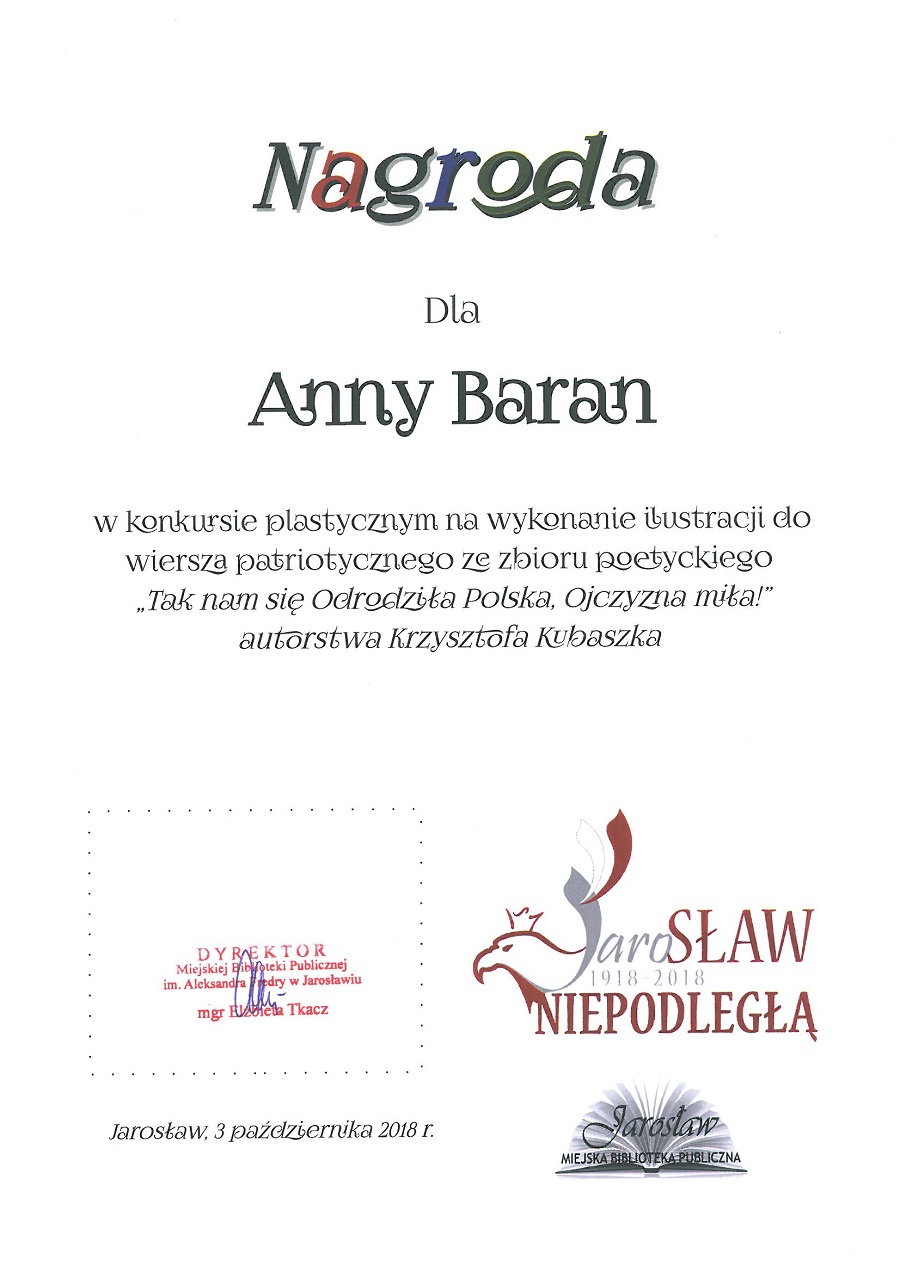 Nagroda
Dla
Anny Baran
w konkursie plastycznym na wykonanie ilustracji do
wiersza patriotycznego ze zbioru poetyckiego
„Tak nam się Odrodziła Polska, Ojczyzna miła!”
autorstwa Krzysztofa Kubaszka
DYREKTOR
Miejskiej Biblioteki Publicznej
im. Aleksandra Fredry w Jarosławiu
mgr Elżbieta Tkacz
JaroSŁAW
1918-2018
NIEPODLEGŁĄ
Jarosław, 3 października 2018 r.
Jarosław
MIEJSKA BIBLIOTEKA PUBLICZNA